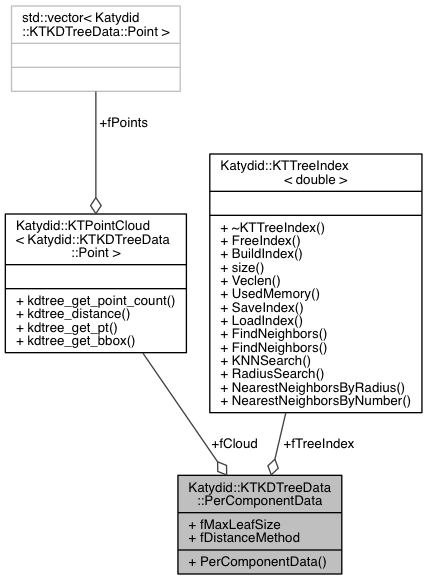 std::vector< Katydid
::KTKDTreeData::Point >
+fPoints
Katydid::KTPointCloud
< Katydid::KTKDTreeData
::Point >
+ kdtree_get_point_count()
+ kdtree_distance()
+ kdtree_get_pt()
+ kdtree_get_bbox()
Katydid::KTTreeIndex
< double >
+ ~KTTreeIndex()
+ FreeIndex()
+ BuildIndex()
+ size()
+ Veclen()
+ UsedMemory()
+ SaveIndex()
+ LoadIndex()
+ FindNeighbors()
+ FindNeighbors()
+ KNNSearch()
+ RadiusSearch()
+ NearestNeighborsByRadius()
+ NearestNeighborsByNumber()
+fCloud
+fTreeIndex
Katydid::KTKDTreeData
::PerComponentData
+ fMaxLeafSize
+ fDistanceMethod
+ PerComponentData()